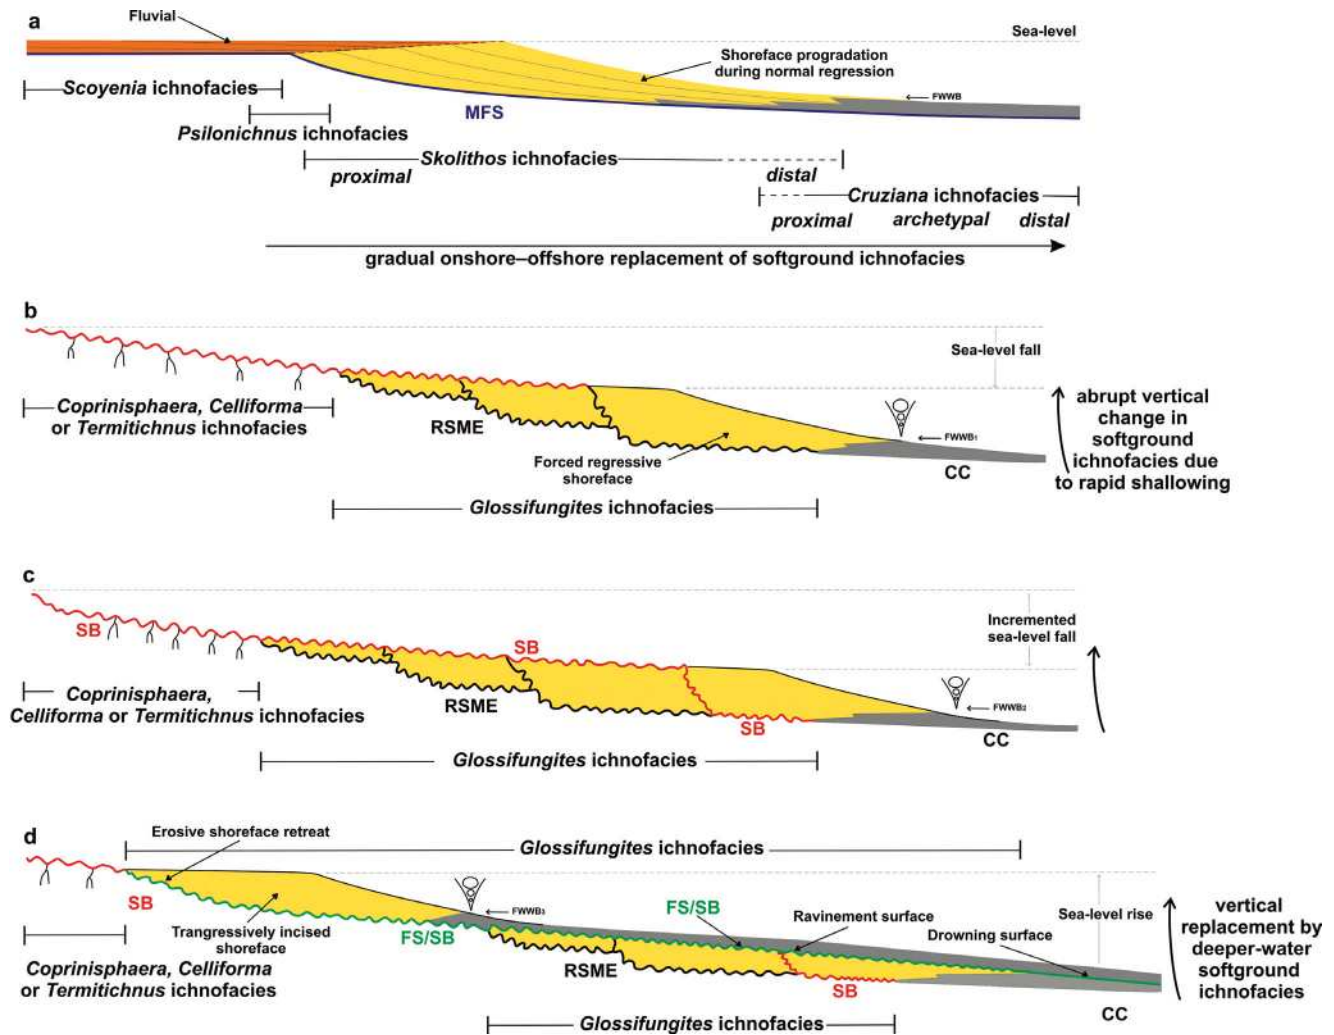 a
Fluvial
Sea-level
Shoreface progradation
during normal regression
FWWB
Scoyenia ichnofacies
MFS
Psilonichnus ichnofacies
Skolithos ichnofacies
proximal
distal
Cruziana ichnofacies
proximal archetypal distal
gradual onshore–offshore replacement of softground ichnofacies
b
Sea-level fall
Coprinisphaera, Celliforma
or Termitichnus ichnofacies
RSME
FWWB1
Forced regressive
shoreface
CC
abrupt vertical
change in
softground
ichnofacies due
to rapid shallowing
Glossifungites ichnofacies
c
SB
SB
Incremented
sea-level fall
Coprinisphaera,
Celliforma or Termitichnus ichnofacies
RSME
FWWB2
SB
CC
Glossifungites ichnofacies
d
Erosive shoreface retreat
Glossifungites ichnofacies
SB
Trangressively incised
shoreface
FWWB3
FS/SB
FS/SB
Ravinement surface
Sea-level rise
Drowning surface
Coprinisphaera, Celliforma
or Termitichnus ichnofacies
RSME
SB
CC
vertical
replacement by
deeper-water
softground
ichnofacies
Glossifungites ichnofacies